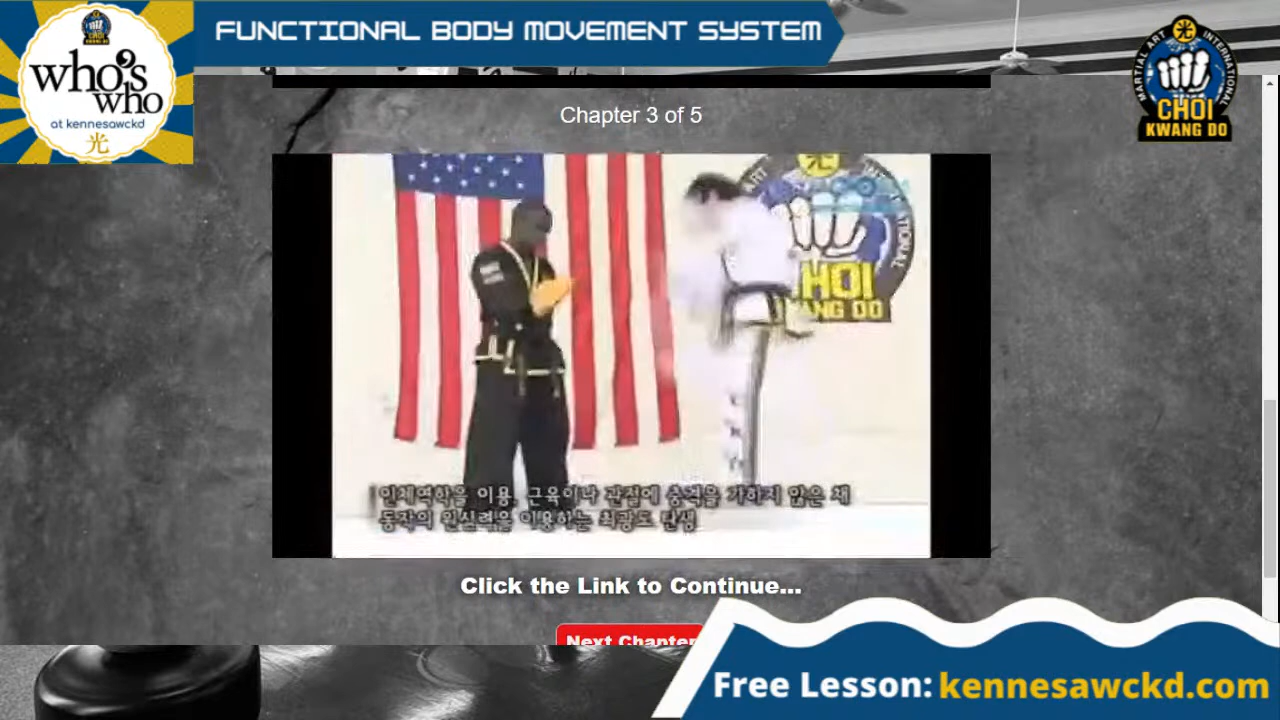 FUNCTIONAL BODY MOVEMENT SYSTEM
who's
who
at kennesawckd
光
MARTIAL ART INTERNATIONAL
光
CHOI
KWANG DO
Chapter 3 of 5
光
ART
CHOI
KWANG DO
인체역학을 이용, 근육이나 관절에 충격을 가하지 않은 채
동작의 원심력을 이용하는 최광도 탄생
Click the Link to Continue...
Next Chapter
Free Lesson: kennesawckd.com